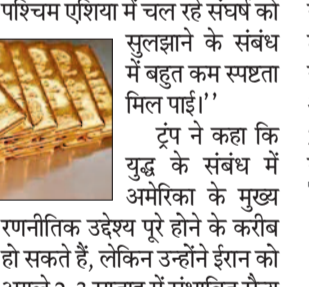 पश्चिम एशिया में चल रहे संघर्ष को
सुलझाने के संबंध
में बहुत कम स्पष्टता
मिल पाई।’’
ट्रंप ने कहा कि
युद्ध के संबंध में
अमेरिका के मुख्य
रणनीतिक उद्देश्य पूरे होने के करीब
हो सकते हैं, लेकिन उन्होंने ईरान को